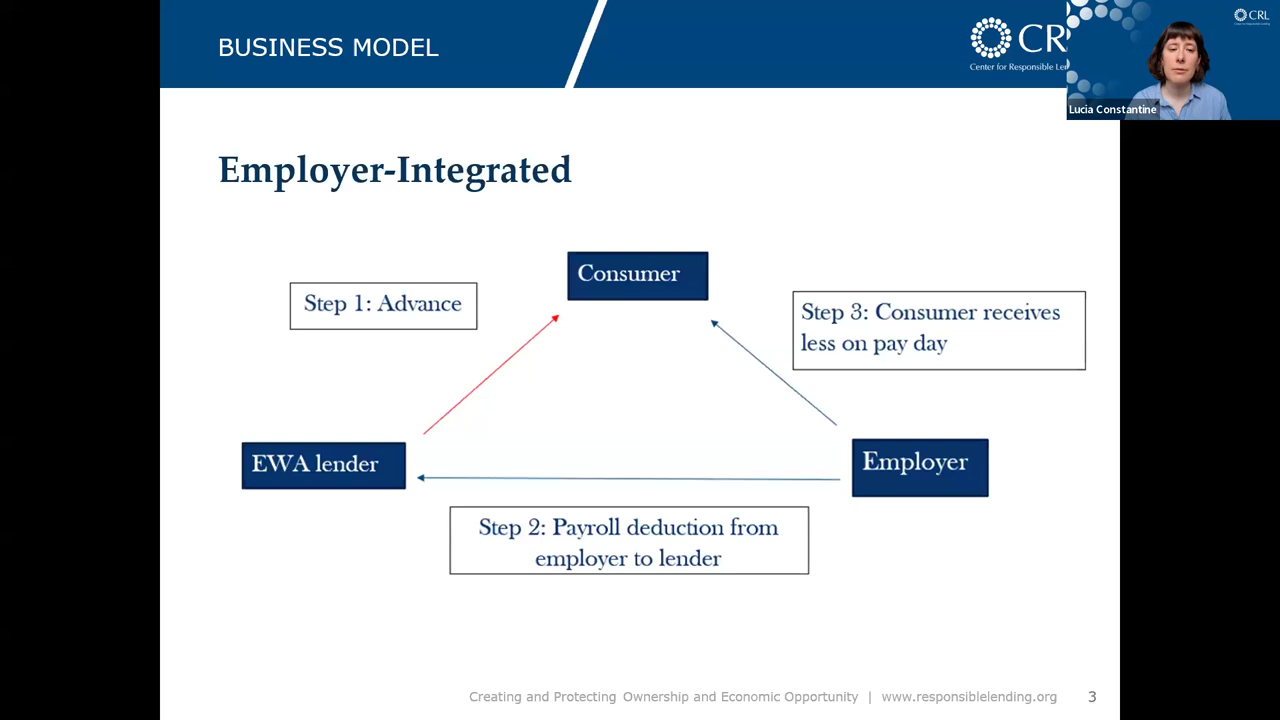 BUSINESS MODEL
CR
Center for Responsible Le
CRL
Lucia Constantine
Employer-Integrated
Consumer
Step 1: Advance
Step 3: Consumer receives
less on pay day
EWA lender
Employer
Step 2: Payroll deduction from
employer to lender
Creating and Protecting Ownership and Economic Opportunity | www.responsiblelending.org 3